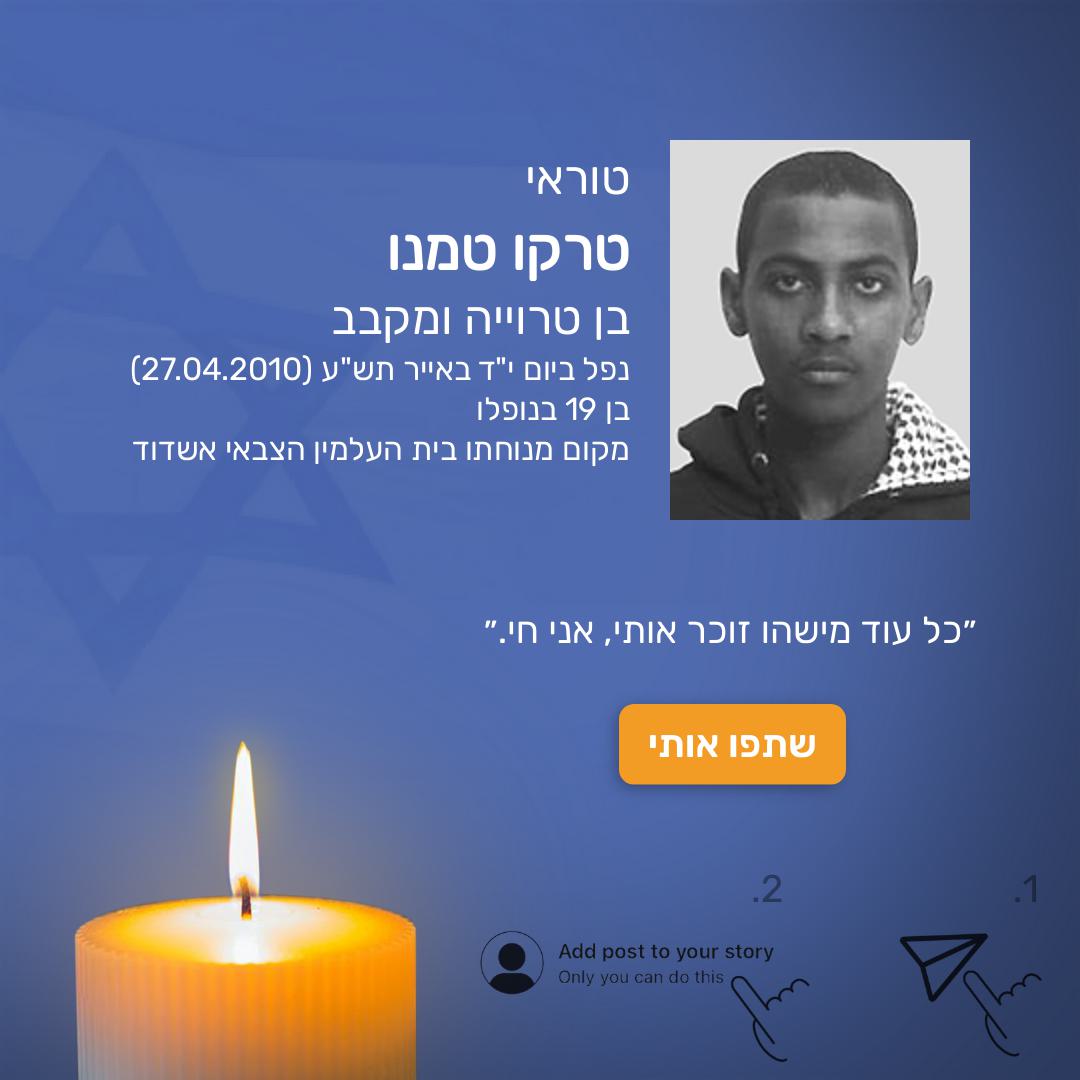 טוראי
טרקו טמנו
בן טרוייה ומקבב
נפל ביום י"ד באייר תש"ע (27.04.2010)
בן 19 בנופלו
מקום מנוחתו בית העלמין הצבאי אשדוד
״כל עוד מישהו זוכר אותי, אני חי.״
שתפו אותי
.1
.2
Add post to your story
Only you can do this